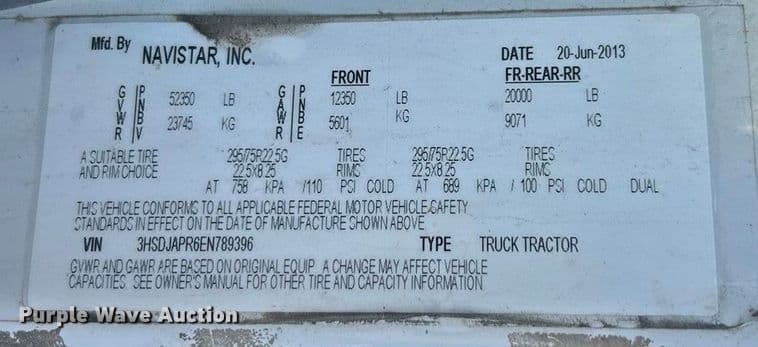 Mfd. By NAVISTAR, INC. DATE 20-Jun-2013
FRONT FR-REAR-RR
GVWR PNBV 52350 LB GAWR PNBE 12350 LB 20000 LB
23745 KG 5601 KG 9071 KG
A SUITABLE TIRE 295/75R22.5G TIRES 295/75R22.5G TIRES
AND RIM CHOICE 22.5X8.25 RIMS 22.5X8.25 RIMS
AT 758 KPA /110 PSI COLD AT 689 KPA / 100 PSI COLD DUAL
THIS VEHICLE CONFORMS TO ALL APPLICABLE FEDERAL MOTOR VEHICLE SAFETY
STANDARDS IN EFFECT ON THE DATE OF MANUFACTURE SHOWN ABOVE
VIN 3HSDJAPR6EN789396 TYPE TRUCK TRACTOR
GVWR AND GAWR ARE BASED ON ORIGINAL EQUIP. A CHANGE MAY AFFECT VEHICLE
CAPACITIES. SEE OWNER'S MANUAL FOR OTHER TIRE AND CAPACITY INFORMATION
Purple Wave Auction